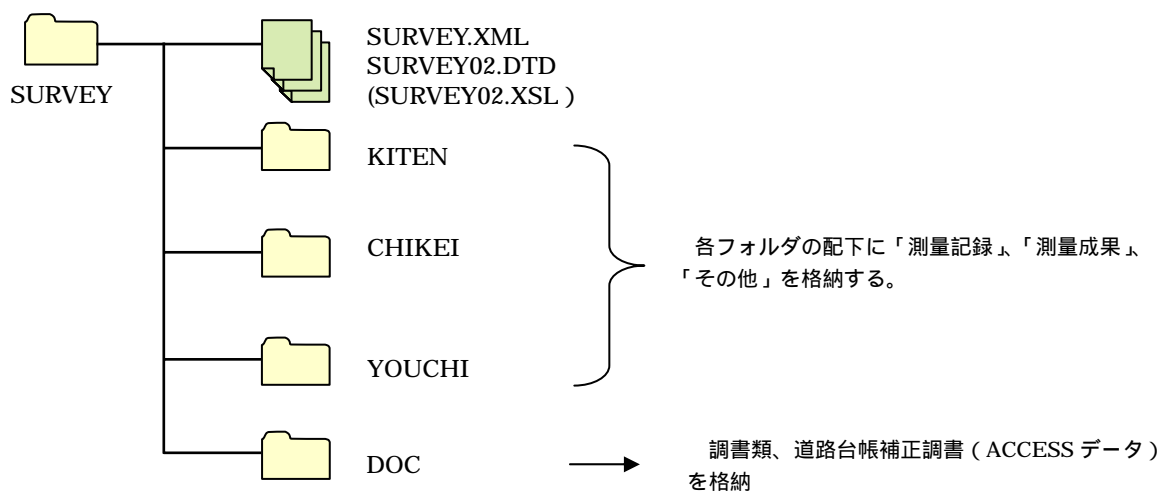 SURVEY
SURVEY.XML
SURVEY02.DTD
(SURVEY02.XSL )
KITEN
CHIKEI
YOUCHI
各フォルダの配下に「測量記録」、「測量成果」、
「その他」を格納する。
DOC
調書類、道路台帳補正調書（ACCESS データ）
を格納